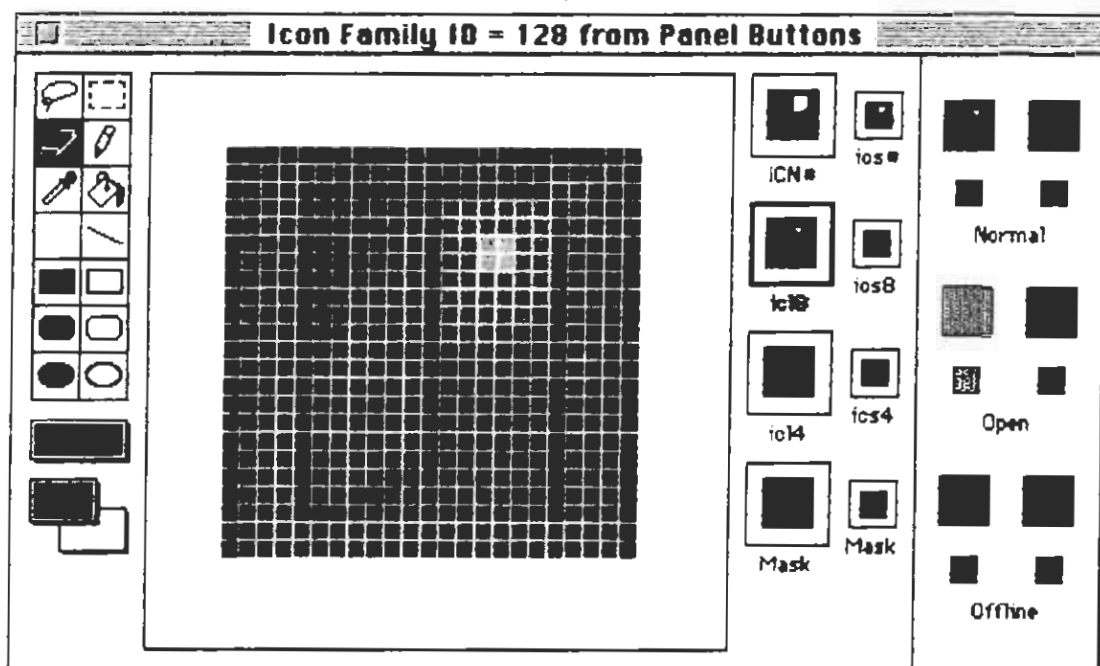 Icon Family ID = 128 from Panel Buttons
ICN#
ics#
Normal
icl8
ics8
icl4
ics4
Open
Mask
Mask
Offline